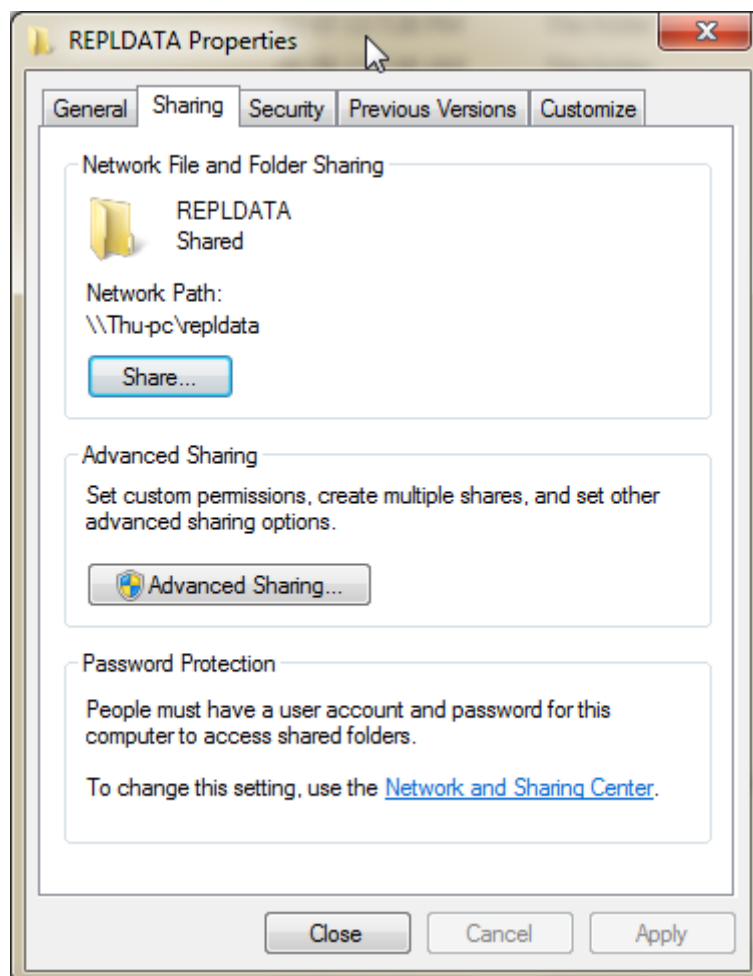 REPLDATA Properties
General Sharing Security Previous Versions Customize
Network File and Folder Sharing
REPLDATA
Shared
Network Path:
\\Thu-pc\repldata
Share...
Advanced Sharing
Set custom permissions, create multiple shares, and set other
advanced sharing options.
Advanced Sharing...
Password Protection
People must have a user account and password for this
computer to access shared folders.
To change this setting, use the Network and Sharing Center.
Close Cancel Apply